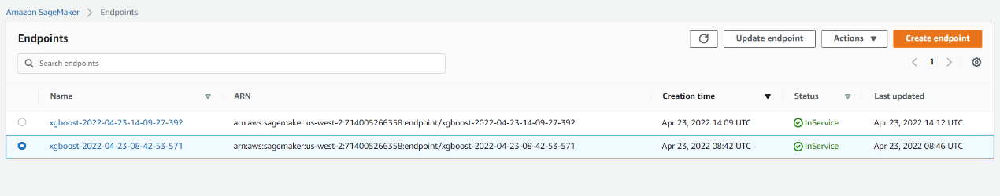 Amazon SageMaker > Endpoints
Endpoints Update endpoint Actions Create endpoint
Search endpoints 1
Name ARN Creation time Status Last updated
xgboost-2022-04-23-14-09-27-392 arn:aws:sagemaker:us-west-2:714005266358:endpoint/xgboost-2022-04-23-14-09-27-392 Apr 23, 2022 14:09 UTC InService Apr 23, 2022 14:12 UTC
xgboost-2022-04-23-08-42-53-571 arn:aws:sagemaker:us-west-2:714005266358:endpoint/xgboost-2022-04-23-08-42-53-571 Apr 23, 2022 08:42 UTC InService Apr 23, 2022 08:46 UTC